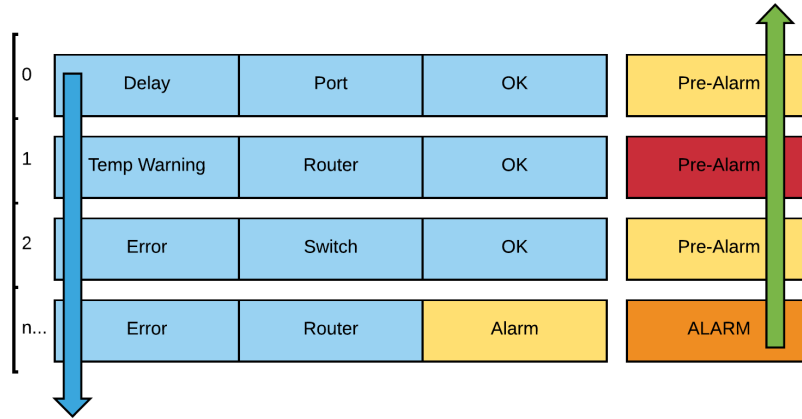 0 Delay Port OK Pre-Alarm
1 Temp Warning Router OK Pre-Alarm
2 Error Switch OK Pre-Alarm
n... Error Router Alarm ALARM